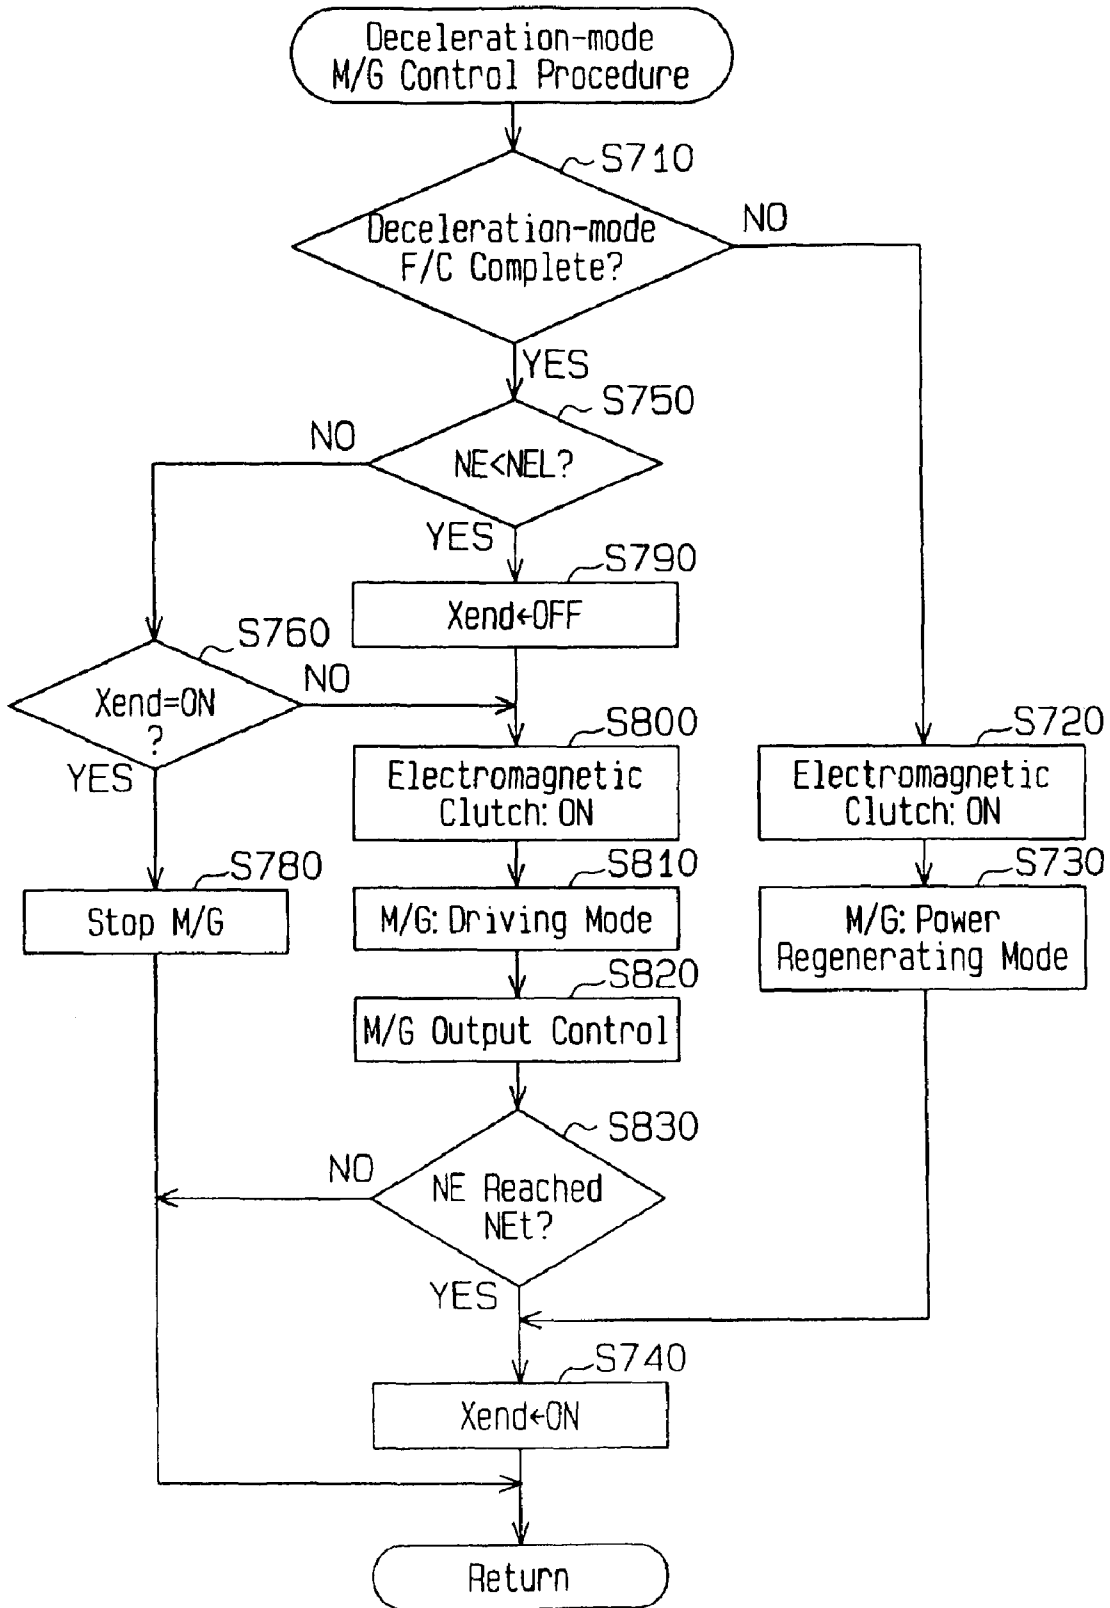 Deceleration-mode
M/G Control Procedure
S710
Deceleration-mode
F/C Complete?
NO
YES
S750
NE<NEL?
NO
YES
S790
Xend←OFF
S760
Xend=ON
?
NO
YES
S800
Electromagnetic
Clutch: ON
S720
Electromagnetic
Clutch: ON
S780
Stop M/G
S810
M/G: Driving Mode
S730
M/G: Power
Regenerating Mode
S820
M/G Output Control
S830
NE Reached
NEt?
NO
YES
S740
Xend←ON
Return